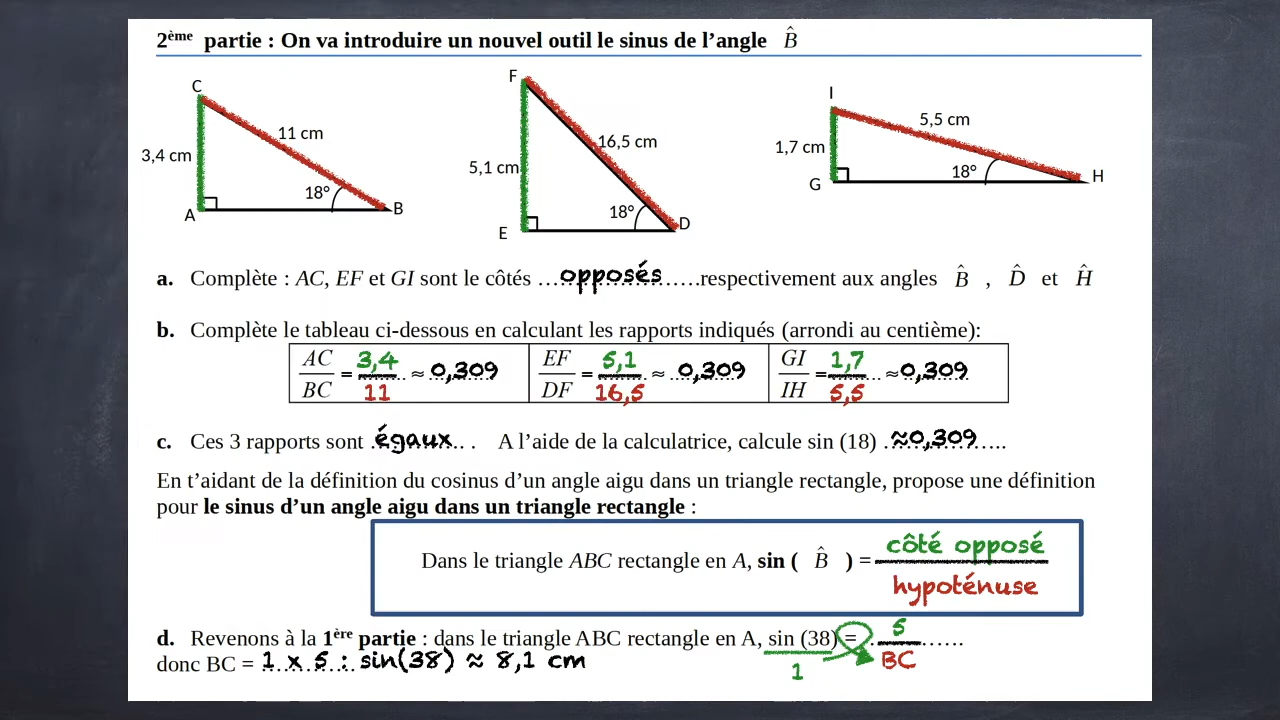 2ème partie : On va introduire un nouvel outil le sinus de l'angle B̂
C
11 cm
3,4 cm
18°
A
B
F
16,5 cm
5,1 cm
18°
E
D
I
5,5 cm
1,7 cm
18°
G
H
a. Complète : AC, EF et GI sont le côtés …opposés…respectivement aux angles B̂ , D̂ et Ĥ
b. Complète le tableau ci-dessous en calculant les rapports indiqués (arrondi au centième):
AC/BC = 3,4/11 ≈ 0,309
EF/DF = 5,1/16,5 ≈ 0,309
GI/IH = 1,7/5,5 ≈ 0,309
c. Ces 3 rapports sont égaux . A l'aide de la calculatrice, calcule sin (18) ≈0,309…..
En t'aidant de la définition du cosinus d'un angle aigu dans un triangle rectangle, propose une définition
pour le sinus d'un angle aigu dans un triangle rectangle :
Dans le triangle ABC rectangle en A, sin ( B̂ ) = côté opposé / hypoténuse
d. Revenons à la 1ère partie : dans le triangle ABC rectangle en A, sin (38) = 5/BC ……
1
donc BC = 1 x 5 : sin(38) ≈ 8,1 cm